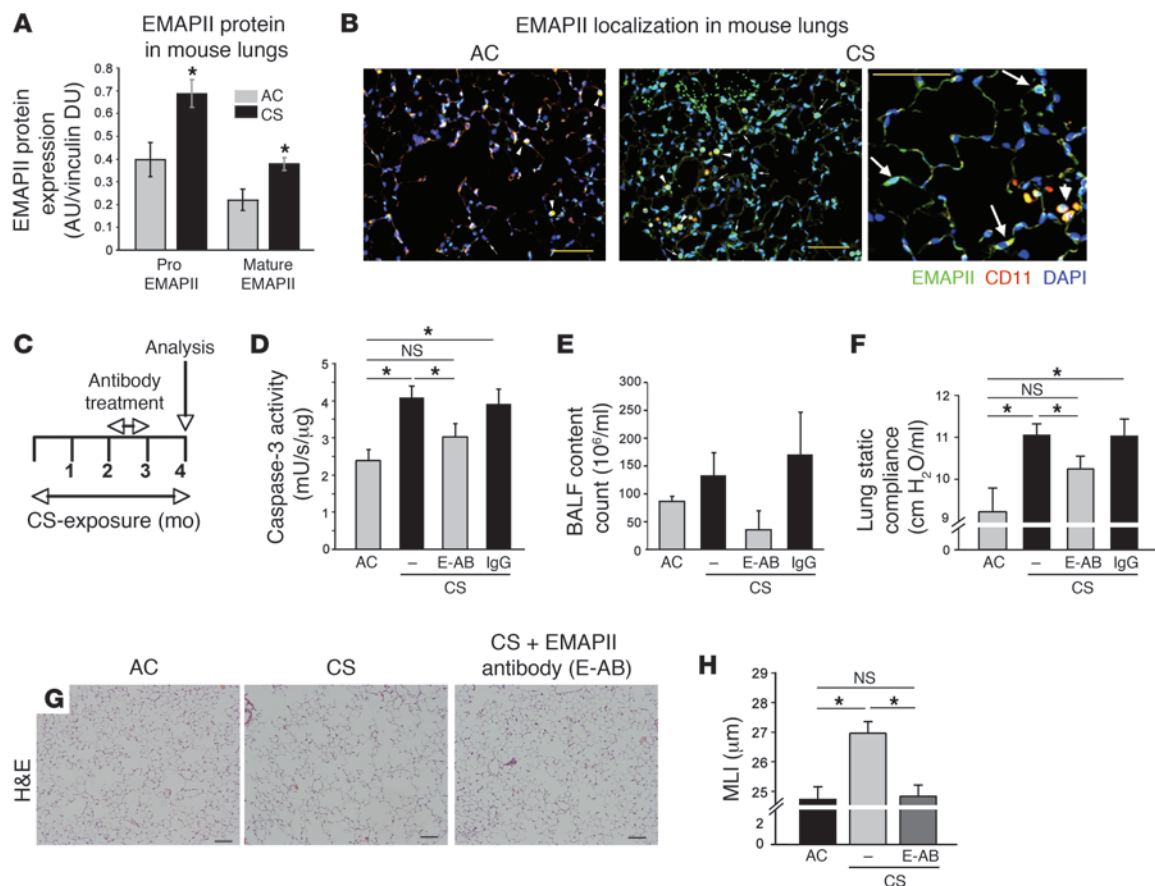 A
EMAPII protein
in mouse lungs
EMAPII protein
expression
(AU/vinculin DU)
0.8
0.7
0.6
0.5
0.4
0.3
0.2
0.1
0
*
*
AC
CS
Pro
EMAPII
Mature
EMAPII
B
EMAPII localization in mouse lungs
AC
CS
EMAPII CD11 DAPI
C
Analysis
Antibody
treatment
1 2 3 4
CS-exposure (mo)
D
Caspase-3 activity
(mU/s/μg)
5
4
3
2
1
0
*
NS
* *
AC – E-AB IgG
CS
E
BALF content
count (10⁶/ml)
300
250
200
150
100
50
0
AC – E-AB IgG
CS
F
Lung static
compliance
(cm H₂O/ml)
11
10
9
0
*
NS
* *
AC – E-AB IgG
CS
G
AC
CS
CS + EMAPII
antibody (E-AB)
H&E
H
MLI (μm)
29
28
27
26
25
2
0
NS
* *
AC – E-AB
CS